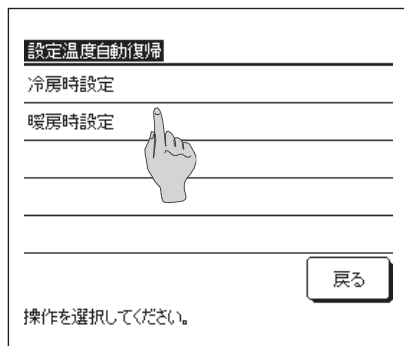 設定温度自動復帰
冷房時設定
暖房時設定
戻る
操作を選択してください。